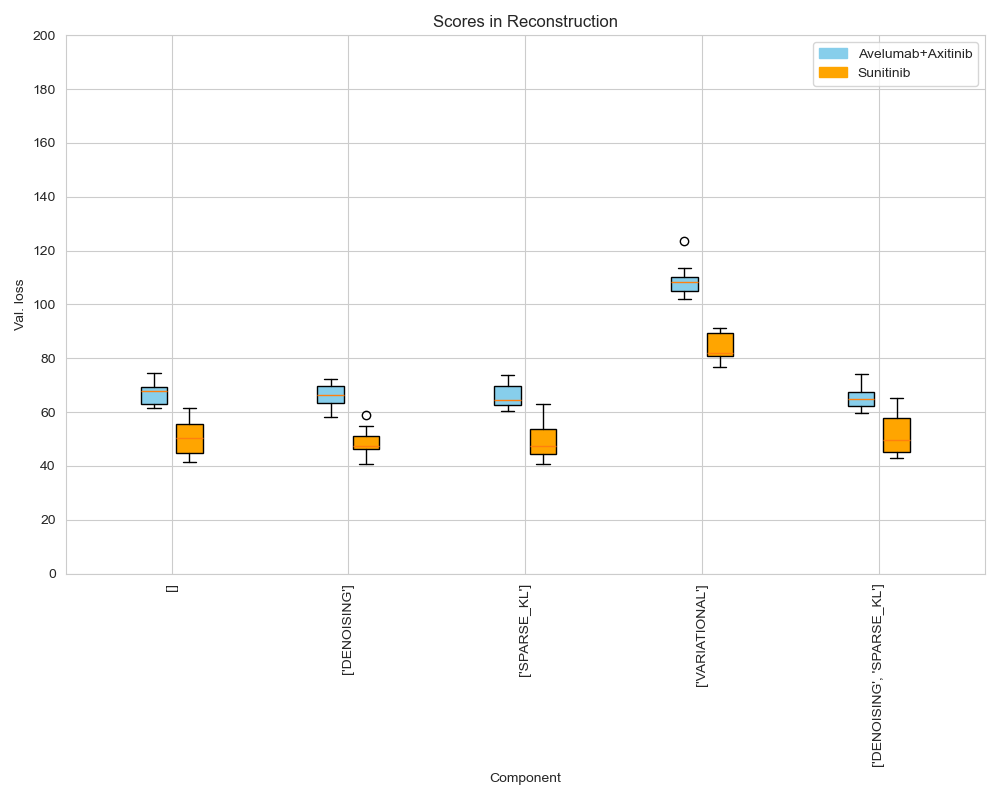 Scores in Reconstruction
200
180
160
140
120
100
80
60
40
20
0
Val. loss
Avelumab+Axitinib
Sunitinib
[]
['DENOISING']
['SPARSE_KL']
['VARIATIONAL']
['DENOISING', 'SPARSE_KL']
Component